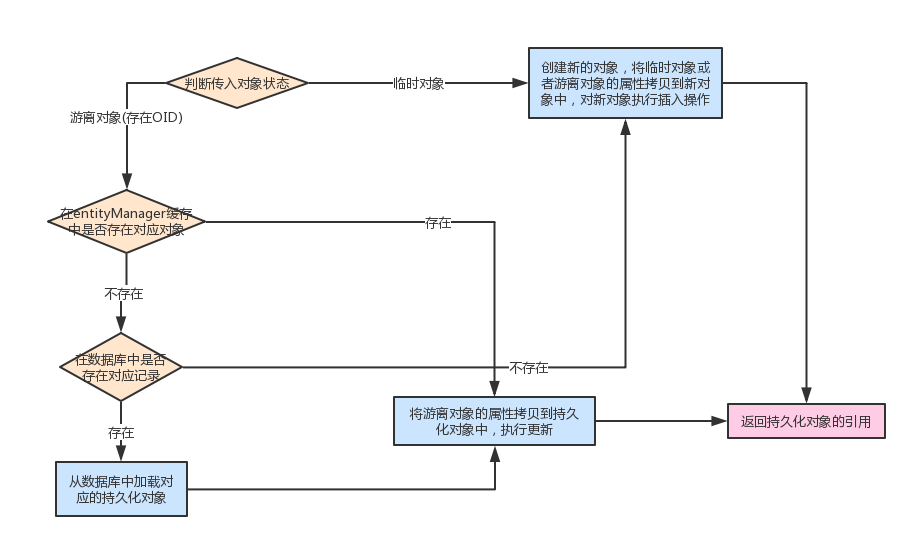 判断传入对象状态
临时对象
创建新的对象，将临时对象或
者游离对象的属性拷贝到新对
象中，对新对象执行插入操作
游离对象(存在OID)
在entityManager缓存
中是否存在对应对象
存在
不存在
在数据库中是否
存在对应记录
不存在
将游离对象的属性拷贝到持久
化对象中，执行更新
返回持久化对象的引用
存在
从数据库中加载对
应的持久化对象